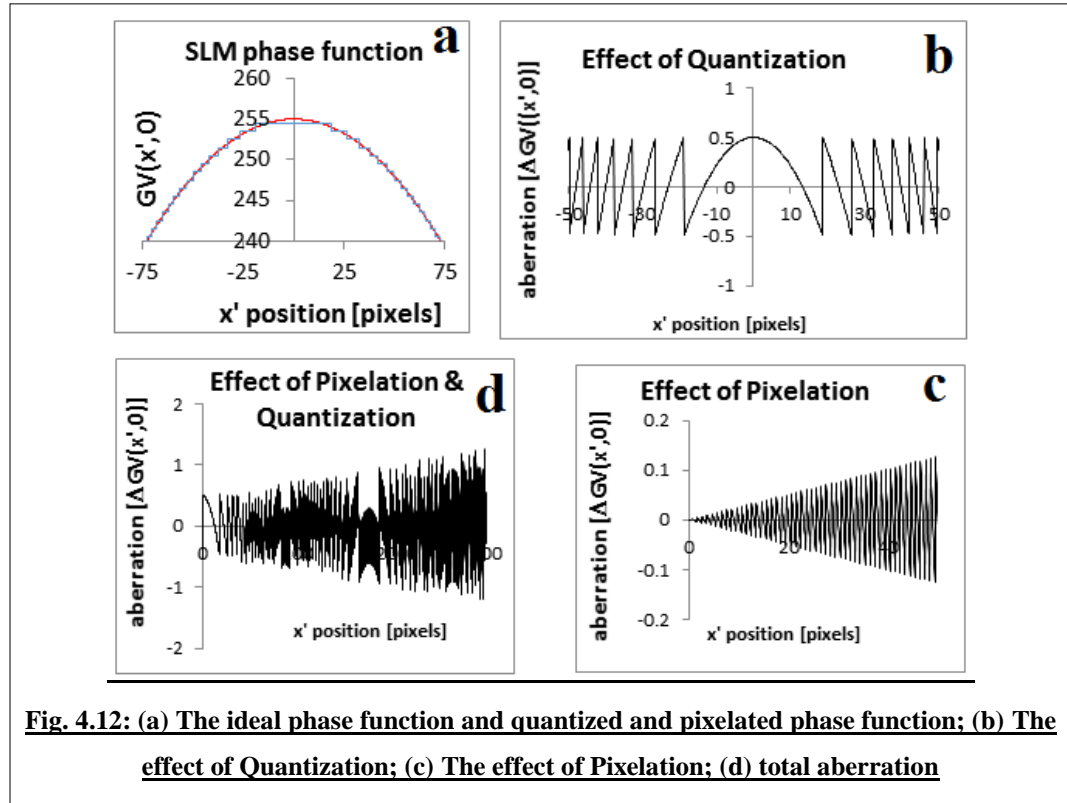 SLM phase function
a
260
255
250
245
240
GV(x',0)
-75 -25 25 75
x' position [pixels]
Effect of Quantization
b
1
0.5
0
-0.5
-1
aberration [ΔGV((x',0)]
-50 -30 -10 10 30 50
x' position [pixels]
Effect of Pixelation &
Quantization
d
2
1
0
-1
-2
aberration [ΔGV(x',0)]
0
x' position [pixels]
Effect of Pixelation
c
0.2
0.1
0
-0.1
-0.2
aberration [ΔGV(x',0)]
0 20
x' position [pixels]
Fig. 4.12: (a) The ideal phase function and quantized and pixelated phase function; (b) The
effect of Quantization; (c) The effect of Pixelation; (d) total aberration